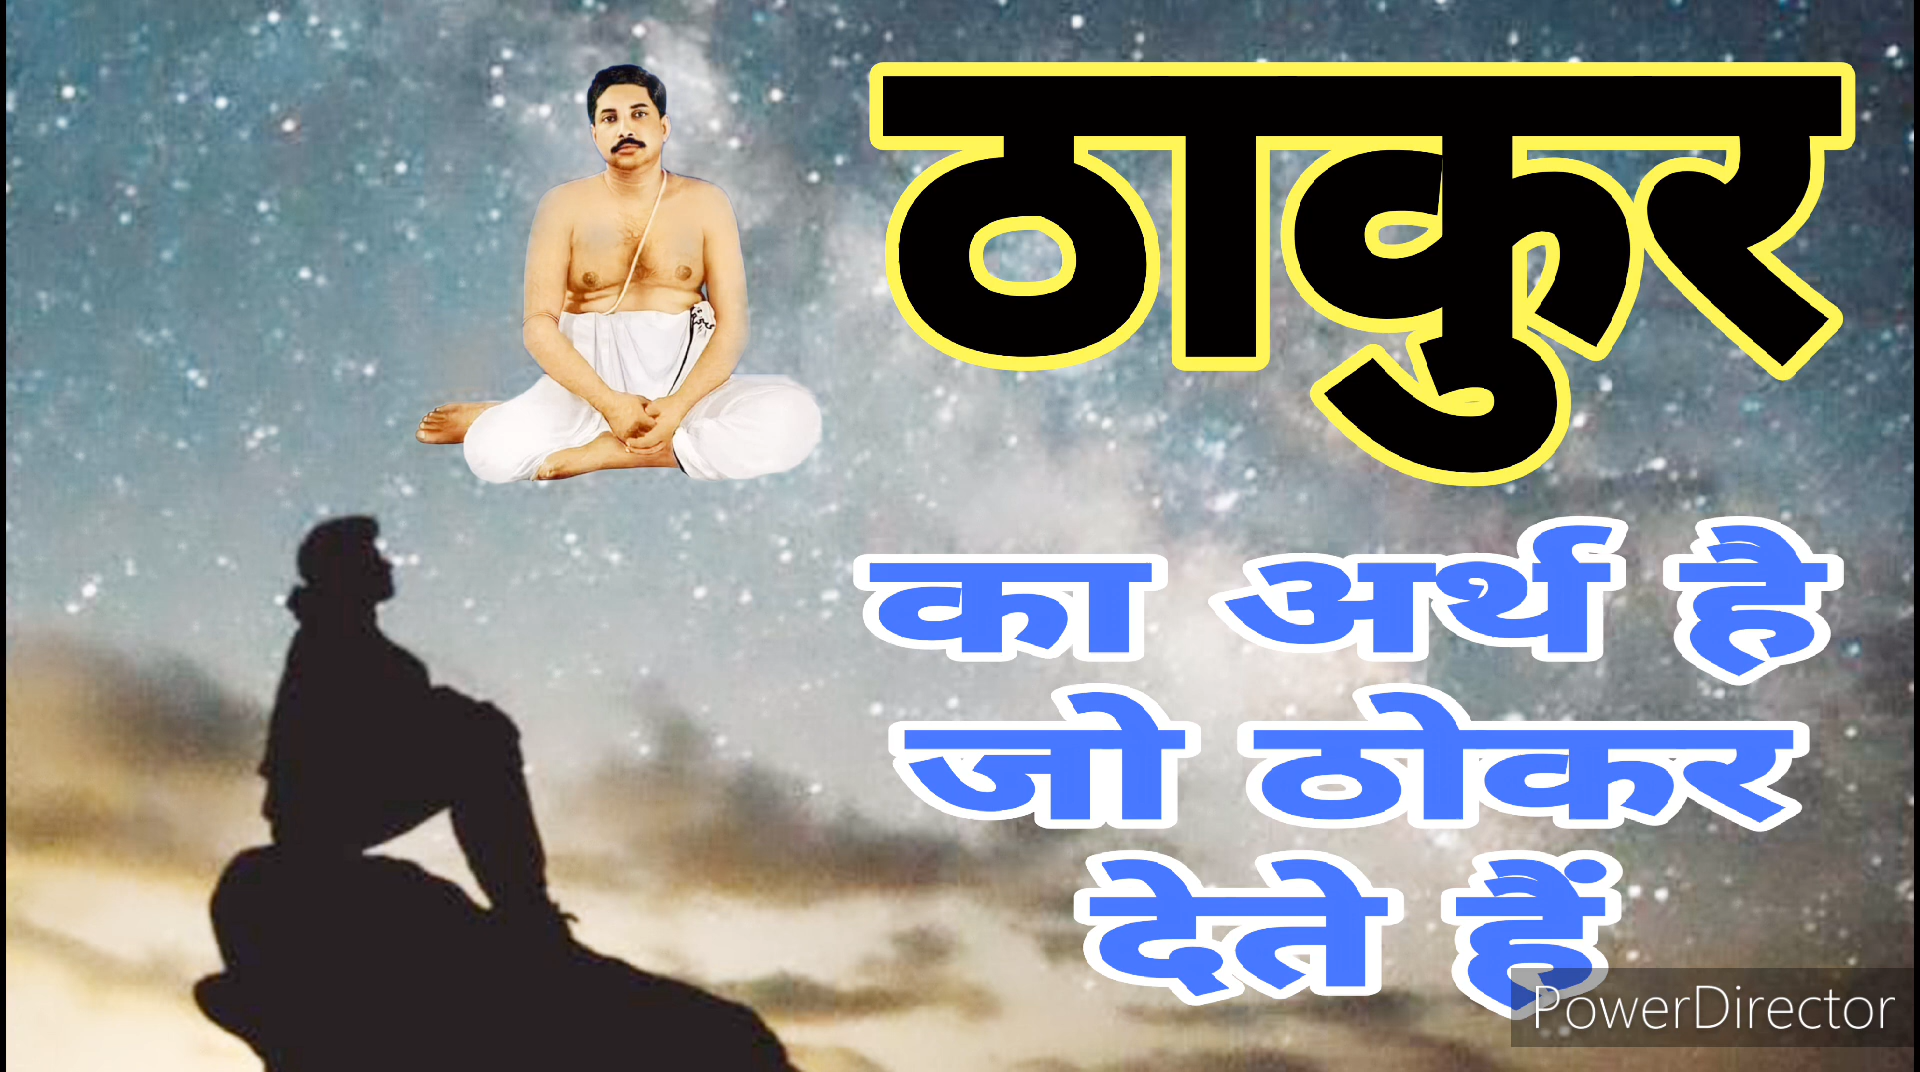 ठाकुर
का अर्थ है
जो ठोकर
देते हैं
PowerDirector